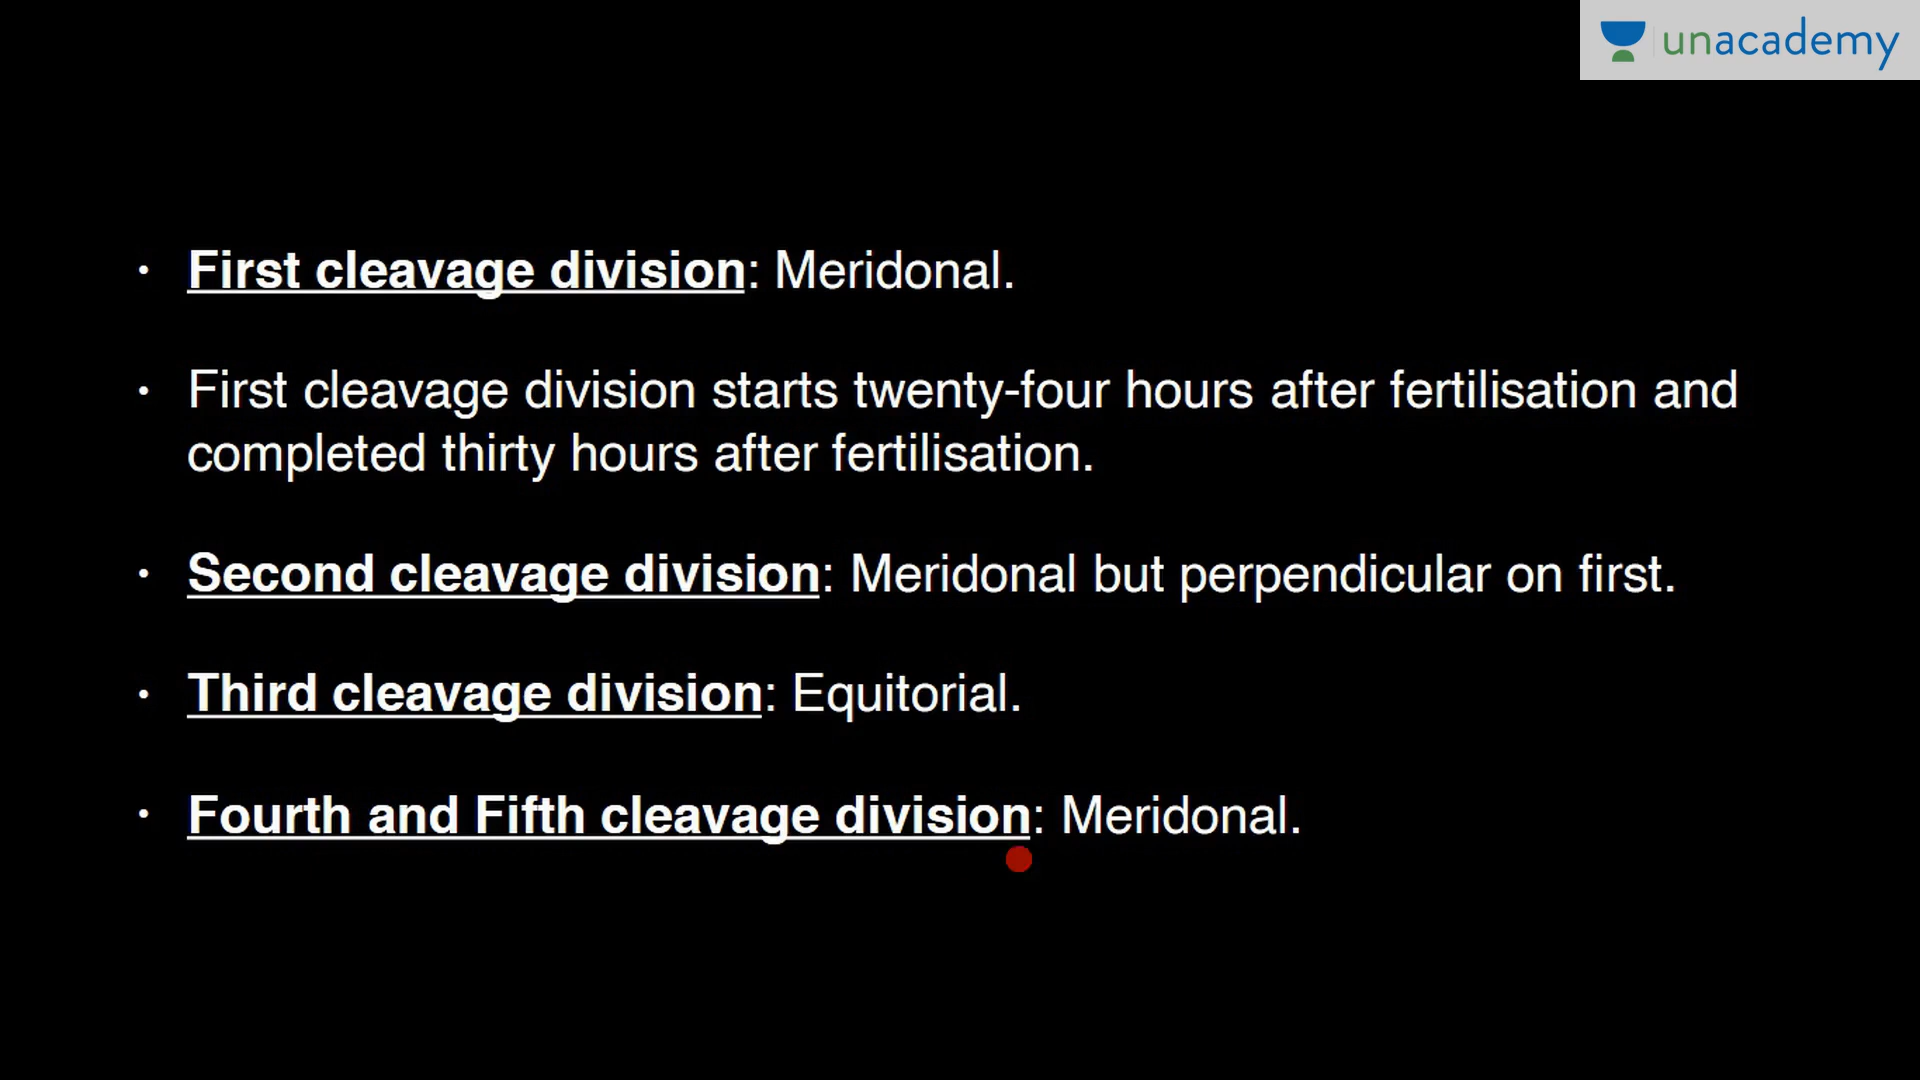 unacademy
• First cleavage division: Meridonal.
• First cleavage division starts twenty-four hours after fertilisation and
completed thirty hours after fertilisation.
• Second cleavage division: Meridonal but perpendicular on first.
• Third cleavage division: Equitorial.
• Fourth and Fifth cleavage division: Meridonal.